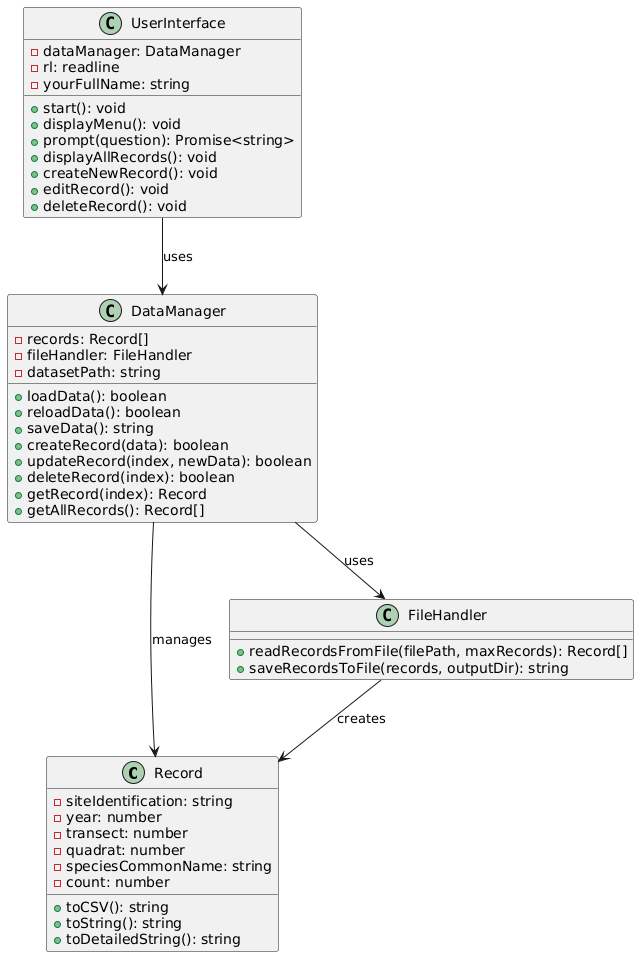 C UserInterface
dataManager: DataManager
rl: readline
yourFullName: string
start(): void
displayMenu(): void
prompt(question): Promise<string>
displayAllRecords(): void
createNewRecord(): void
editRecord(): void
deleteRecord(): void
uses
C DataManager
records: Record[]
fileHandler: FileHandler
datasetPath: string
loadData(): boolean
reloadData(): boolean
saveData(): string
createRecord(data): boolean
updateRecord(index, newData): boolean
deleteRecord(index): boolean
getRecord(index): Record
getAllRecords(): Record[]
uses
manages
C FileHandler
readRecordsFromFile(filePath, maxRecords): Record[]
saveRecordsToFile(records, outputDir): string
creates
C Record
siteIdentification: string
year: number
transect: number
quadrat: number
speciesCommonName: string
count: number
toCSV(): string
toString(): string
toDetailedString(): string